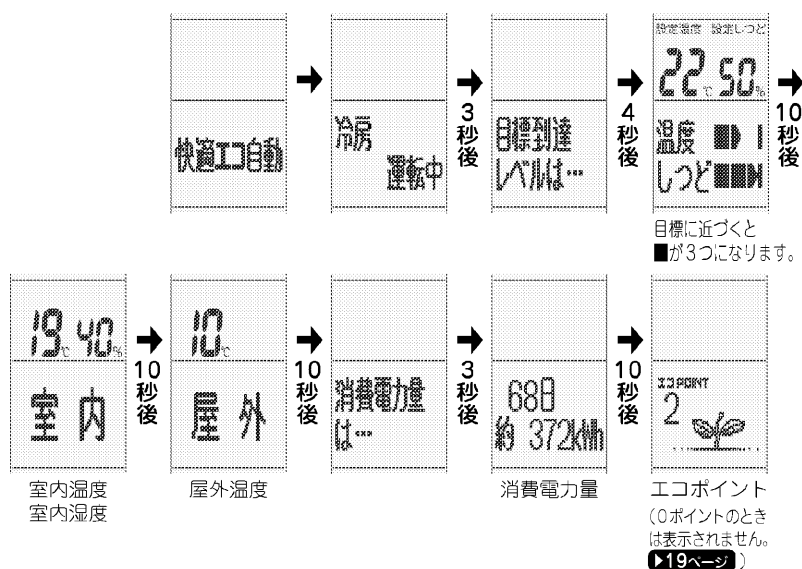 快適エコ自動
冷房
運転中
3秒後
目標到達
レベルは…
4秒後
設定温度 設定しつど
22℃ 50%
温度
しつど
10秒後
目標に近づくと
■が3つになります。
19℃ 40%
室内
室内温度
室内湿度
10秒後
10℃
屋外
屋外温度
10秒後
消費電力量
は…
3秒後
68日
約 372kWh
消費電力量
10秒後
エコPOINT
2
エコポイント
(0ポイントのとき
は表示されません。
▶19ページ)